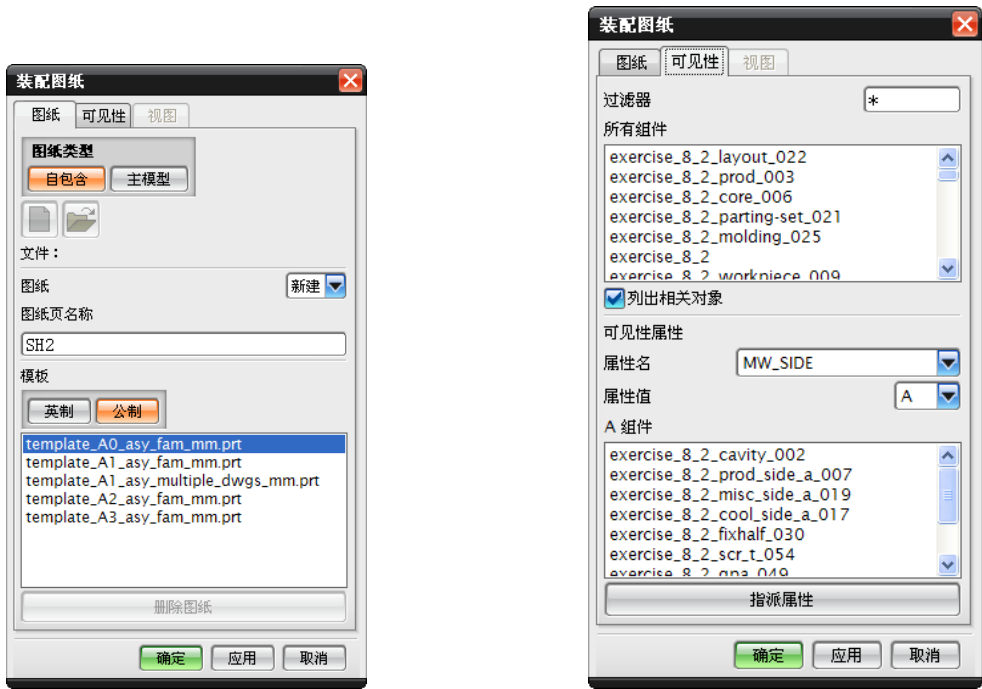 装配图纸
图纸 可见性 视图
图纸类型
自包含 主模型
文件：
图纸 新建
图纸页名称
SH2
模板
英制 公制
template_A0_asy_fam_mm.prt
template_A1_asy_fam_mm.prt
template_A1_asy_multiple_dwgs_mm.prt
template_A2_asy_fam_mm.prt
template_A3_asy_fam_mm.prt
删除图纸
确定 应用 取消
装配图纸
图纸 可见性 视图
过滤器 *
所有组件
exercise_8_2_layout_022
exercise_8_2_prod_003
exercise_8_2_core_006
exercise_8_2_parting-set_021
exercise_8_2_molding_025
exercise_8_2
exercise_8_2_workpiece_009
列出相关对象
可见性属性
属性名 MW_SIDE
属性值 A
A 组件
exercise_8_2_cavity_002
exercise_8_2_prod_side_a_007
exercise_8_2_misc_side_a_019
exercise_8_2_cool_side_a_017
exercise_8_2_fixhalf_030
exercise_8_2_scr_t_054
exercise_8_2_gpa_049
指派属性
确定 应用 取消